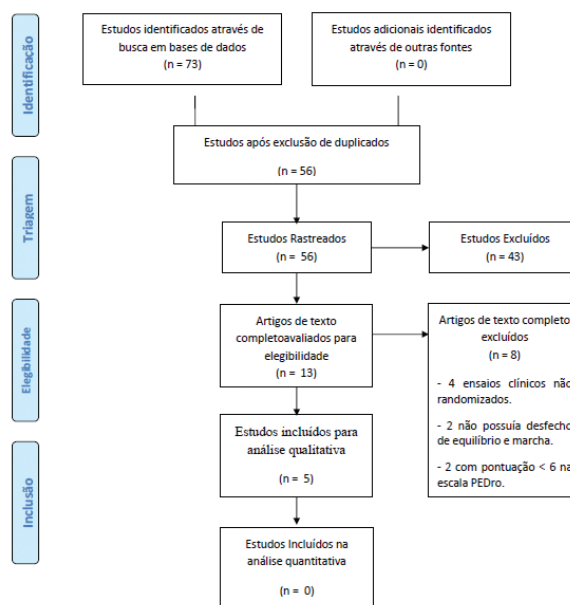 Identificação
Estudos identificados através de
busca em bases de dados
(n = 73)
Estudos adicionais identificados
através de outras fontes
(n = 0)
Estudos após exclusão de duplicados
(n = 56)
Triagem
Estudos Rastreados
(n = 56)
Estudos Excluídos
(n = 43)
Elegibilidade
Artigos de texto
completoavaliados para
elegibilidade
(n = 13)
Artigos de texto completo
excluídos
(n = 8)
- 4 ensaios clínicos não
randomizados.
- 2 não possuía desfecho
de equilíbrio e marcha.
- 2 com pontuação < 6 na
escala PEDro.
Inclusão
Estudos incluídos para
análise qualitativa
(n = 5)
Estudos Incluídos na
análise quantitativa
(n = 0)